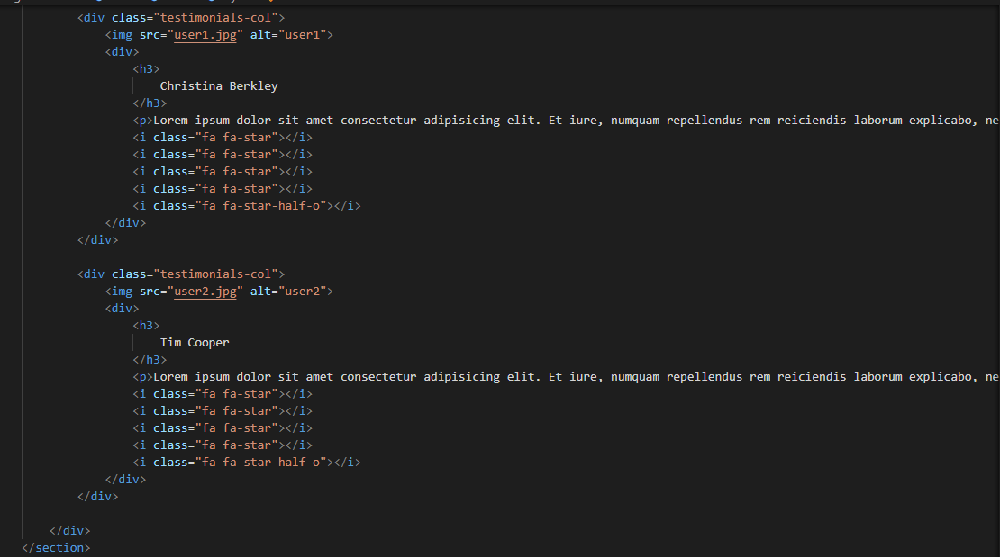 <div class="testimonials-col">
<img src="user1.jpg" alt="user1">
<div>
<h3>
Christina Berkley
</h3>
<p>Lorem ipsum dolor sit amet consectetur adipisicing elit. Et iure, numquam repellendus rem reiciendis laborum explicabo, ne
<i class="fa fa-star"></i>
<i class="fa fa-star"></i>
<i class="fa fa-star"></i>
<i class="fa fa-star"></i>
<i class="fa fa-star-half-o"></i>
</div>
</div>
<div class="testimonials-col">
<img src="user2.jpg" alt="user2">
<div>
<h3>
Tim Cooper
</h3>
<p>Lorem ipsum dolor sit amet consectetur adipisicing elit. Et iure, numquam repellendus rem reiciendis laborum explicabo, ne
<i class="fa fa-star"></i>
<i class="fa fa-star"></i>
<i class="fa fa-star"></i>
<i class="fa fa-star"></i>
<i class="fa fa-star-half-o"></i>
</div>
</div>
</div>
</section>